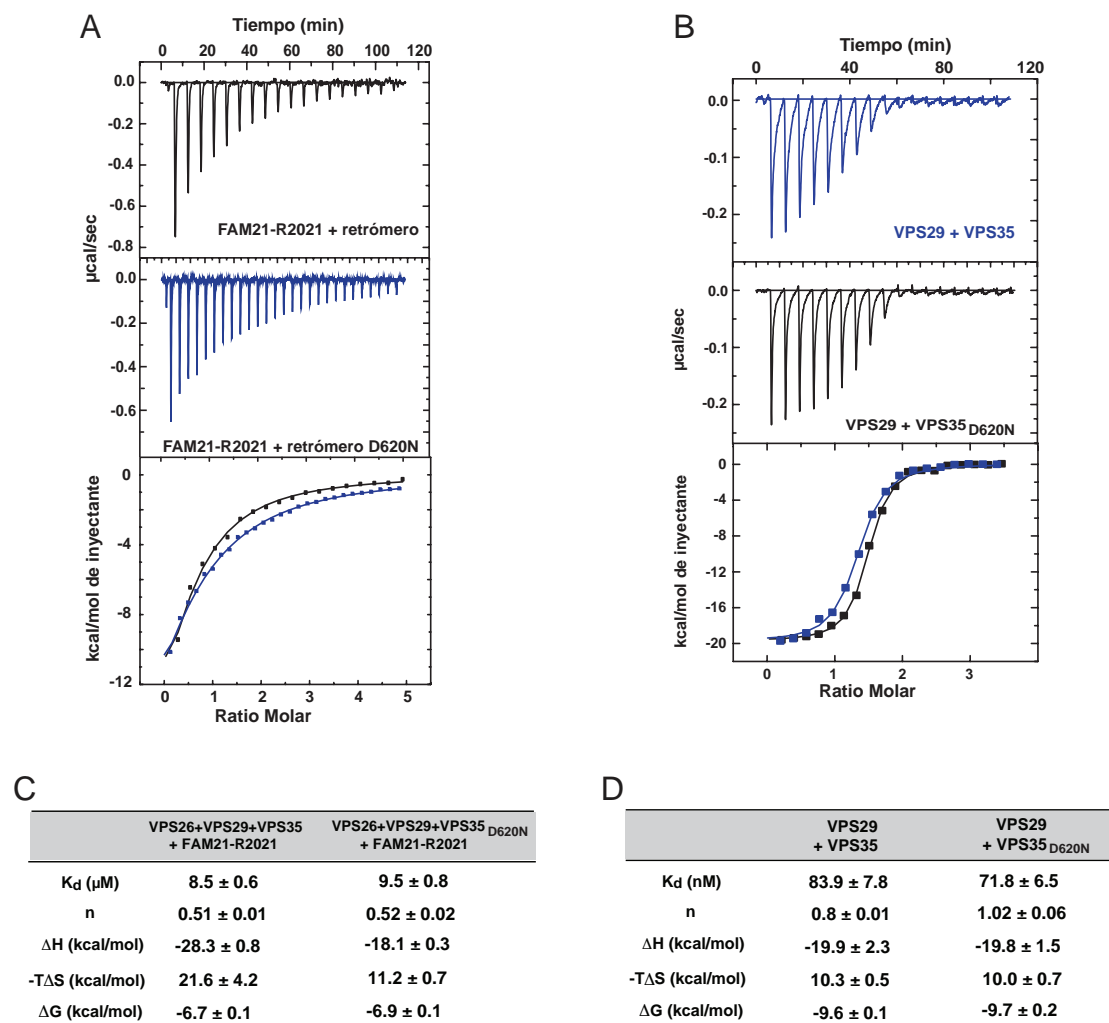 A
Tiempo (min)
0 20 40 60 80 100 120
0.0
-0.2
-0.4
-0.6
-0.8
FAM21-R2021 + retrómero
µcal/sec
0.0
-0.2
-0.4
-0.6
FAM21-R2021 + retrómero D620N
0
-4
-8
-12
kcal/mol de inyectante
0 1 2 3 4 5
Ratio Molar
B
Tiempo (min)
0 40 80 120
0.0
-0.1
-0.2
VPS29 + VPS35
µcal/sec
0.0
-0.1
-0.2
VPS29 + VPS35 D620N
0
-4
-8
-12
-16
-20
kcal/mol de inyectante
0 1 2 3
Ratio Molar
C
VPS26+VPS29+VPS35 VPS26+VPS29+VPS35 D620N
+ FAM21-R2021 + FAM21-R2021
Kd (µM) 8.5 ± 0.6 9.5 ± 0.8
n 0.51 ± 0.01 0.52 ± 0.02
ΔH (kcal/mol) -28.3 ± 0.8 -18.1 ± 0.3
-TΔS (kcal/mol) 21.6 ± 4.2 11.2 ± 0.7
ΔG (kcal/mol) -6.7 ± 0.1 -6.9 ± 0.1
D
VPS29 VPS29
+ VPS35 + VPS35 D620N
Kd (nM) 83.9 ± 7.8 71.8 ± 6.5
n 0.8 ± 0.01 1.02 ± 0.06
ΔH (kcal/mol) -19.9 ± 2.3 -19.8 ± 1.5
-TΔS (kcal/mol) 10.3 ± 0.5 10.0 ± 0.7
ΔG (kcal/mol) -9.6 ± 0.1 -9.7 ± 0.2